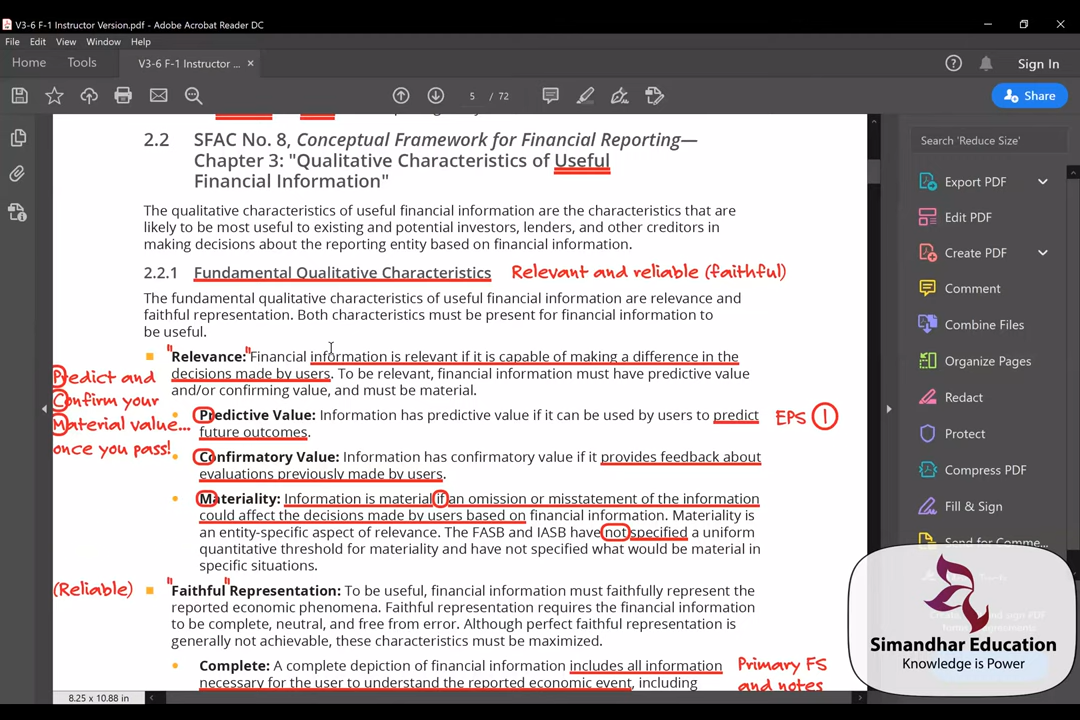 V3-6 F-1 Instructor Version.pdf - Adobe Acrobat Reader DC
File Edit View Window Help
Home Tools V3-6 F-1 Instructor ... × Sign In
5 / 72 Share
2.2 SFAC No. 8, Conceptual Framework for Financial Reporting—
Chapter 3: "Qualitative Characteristics of Useful
Financial Information"
Search 'Reduce Size'
Export PDF
Edit PDF
Create PDF
Comment
Combine Files
Organize Pages
Redact
Protect
Compress PDF
Fill & Sign
Send for Comme...
The qualitative characteristics of useful financial information are the characteristics that are
likely to be most useful to existing and potential investors, lenders, and other creditors in
making decisions about the reporting entity based on financial information.
2.2.1 Fundamental Qualitative Characteristics Relevant and reliable (faithful)
The fundamental qualitative characteristics of useful financial information are relevance and
faithful representation. Both characteristics must be present for financial information to
be useful.
"Relevance:" Financial information is relevant if it is capable of making a difference in the
decisions made by users. To be relevant, financial information must have predictive value
and/or confirming value, and must be material.
Predict and
Confirm your
Material value...
once you pass!
Predictive Value: Information has predictive value if it can be used by users to predict
future outcomes.
EPS 1
Confirmatory Value: Information has confirmatory value if it provides feedback about
evaluations previously made by users.
Materiality: Information is material if an omission or misstatement of the information
could affect the decisions made by users based on financial information. Materiality is
an entity-specific aspect of relevance. The FASB and IASB have not specified a uniform
quantitative threshold for materiality and have not specified what would be material in
specific situations.
(Reliable)
"Faithful" Representation: To be useful, financial information must faithfully represent the
reported economic phenomena. Faithful representation requires the financial information
to be complete, neutral, and free from error. Although perfect faithful representation is
generally not achievable, these characteristics must be maximized.
Complete: A complete depiction of financial information includes all information
necessary for the user to understand the reported economic event, including
Primary FS
and notes
8.25 x 10.88 in
Simandhar Education
Knowledge is Power